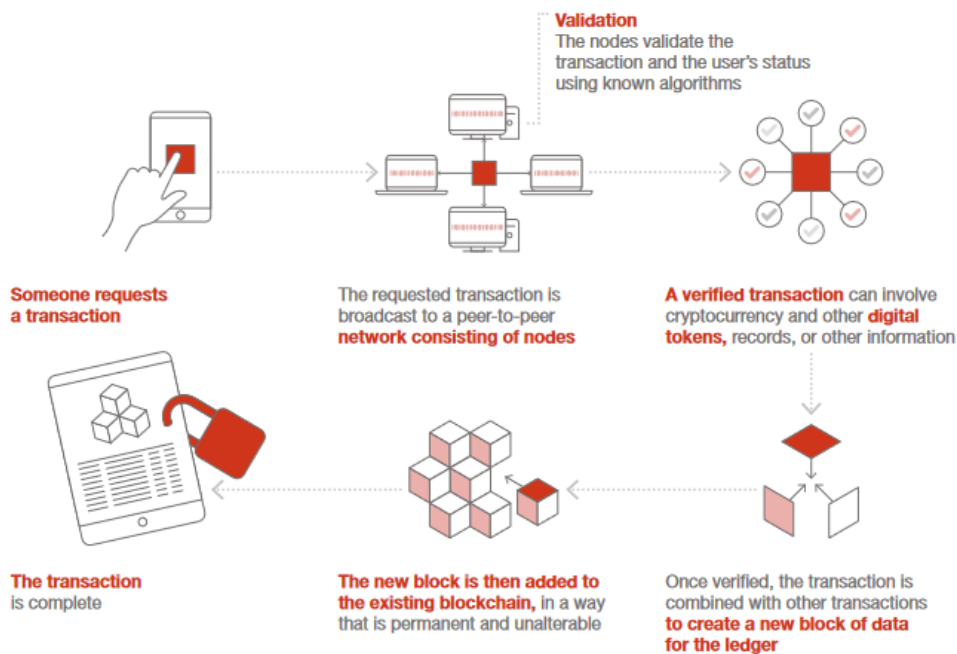 Validation
The nodes validate the
transaction and the user's status
using known algorithms
Someone requests
a transaction
The requested transaction is
broadcast to a peer-to-peer
network consisting of nodes
A verified transaction can involve
cryptocurrency and other digital
tokens, records, or other information
Once verified, the transaction is
combined with other transactions
to create a new block of data
for the ledger
The new block is then added to
the existing blockchain, in a way
that is permanent and unalterable
The transaction
is complete